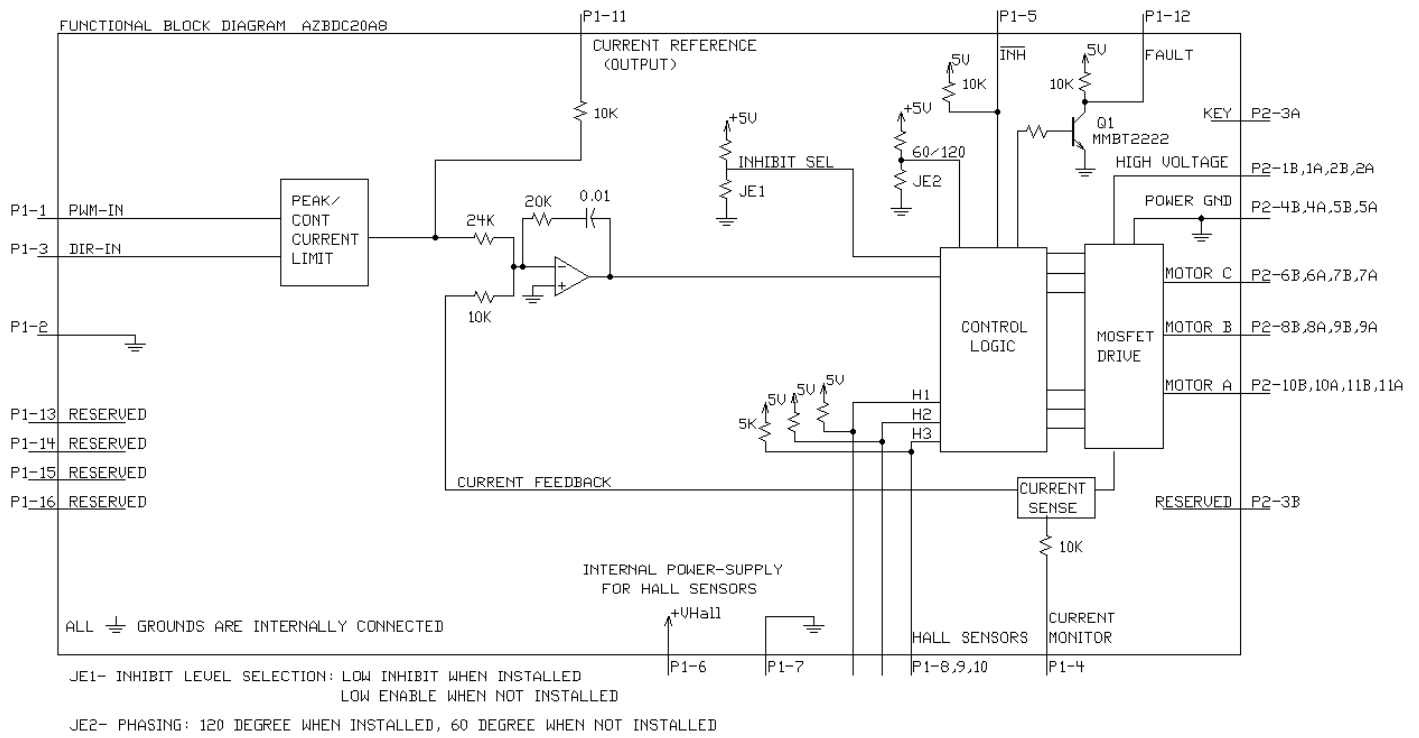 P1-11 P1-5 P1-12
FUNCTIONAL BLOCK DIAGRAM AZBDC20A8
CURRENT REFERENCE
(OUTPUT)
INH
FAULT
5V
5V
10K
10K
10K
KEY P2-3A
+5V
+5V
Q1
MMBT2222
60/120
INHIBIT SEL
HIGH VOLTAGE P2-1B,1A,2B,2A
JE1
JE2
PEAK/
CONT
CURRENT
LIMIT
POWER GND P2-4B,4A,5B,5A
P1-1 PWM-IN
20K 0.01
24K
P1-3 DIR-IN
-
+
MOTOR C P2-6B,6A,7B,7A
10K
P1-2
CONTROL
LOGIC
MOSFET
DRIVE
MOTOR B P2-8B,8A,9B,9A
MOTOR A P2-10B,10A,11B,11A
5V
5V
5V
5K
H1
H2
H3
P1-13 RESERVED
P1-14 RESERVED
P1-15 RESERVED
P1-16 RESERVED
CURRENT FEEDBACK
CURRENT
SENSE
RESERVED P2-3B
10K
INTERNAL POWER-SUPPLY
FOR HALL SENSORS
+VHall
ALL GROUNDS ARE INTERNALLY CONNECTED
HALL SENSORS
CURRENT
MONITOR
P1-6 P1-7 P1-8,9,10 P1-4
JE1- INHIBIT LEVEL SELECTION: LOW INHIBIT WHEN INSTALLED
LOW ENABLE WHEN NOT INSTALLED
JE2- PHASING: 120 DEGREE WHEN INSTALLED, 60 DEGREE WHEN NOT INSTALLED